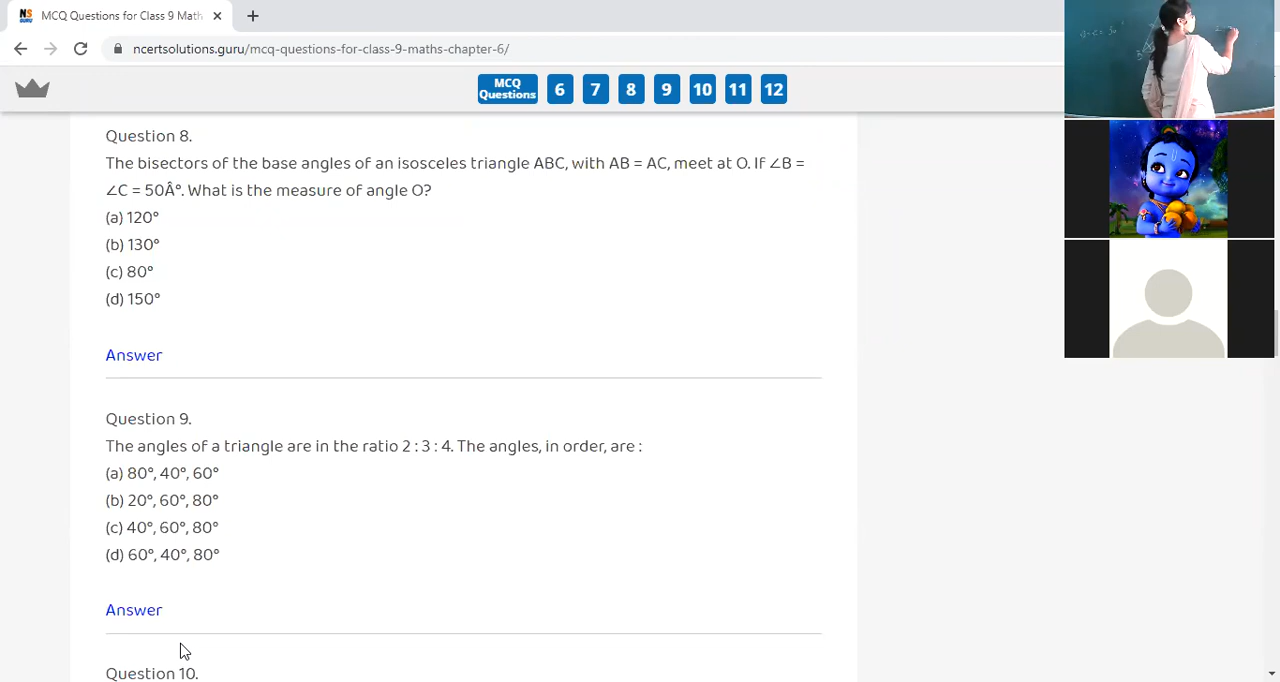 NS
GURU
MCQ Questions for Class 9 Math
ncertsolutions.guru/mcq-questions-for-class-9-maths-chapter-6/
MCQ
Questions
6 7 8 9 10 11 12
Question 8.
The bisectors of the base angles of an isosceles triangle ABC, with AB = AC, meet at O. If ∠B =
∠C = 50Â°. What is the measure of angle O?
(a) 120°
(b) 130°
(c) 80°
(d) 150°
Answer
Question 9.
The angles of a triangle are in the ratio 2 : 3 : 4. The angles, in order, are :
(a) 80°, 40°, 60°
(b) 20°, 60°, 80°
(c) 40°, 60°, 80°
(d) 60°, 40°, 80°
Answer
Question 10.